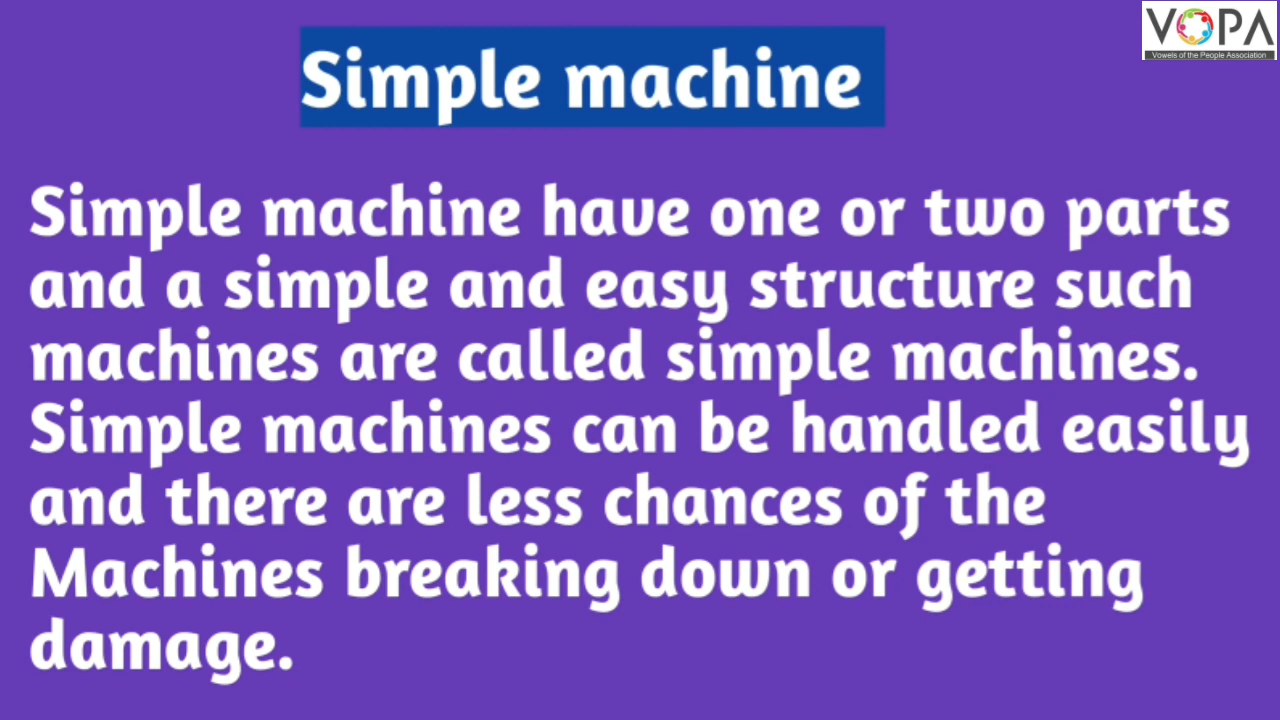 VOPA
Vowels of the People Association
Simple machine
Simple machine have one or two parts
and a simple and easy structure such
machines are called simple machines.
Simple machines can be handled easily
and there are less chances of the
Machines breaking down or getting
damage.